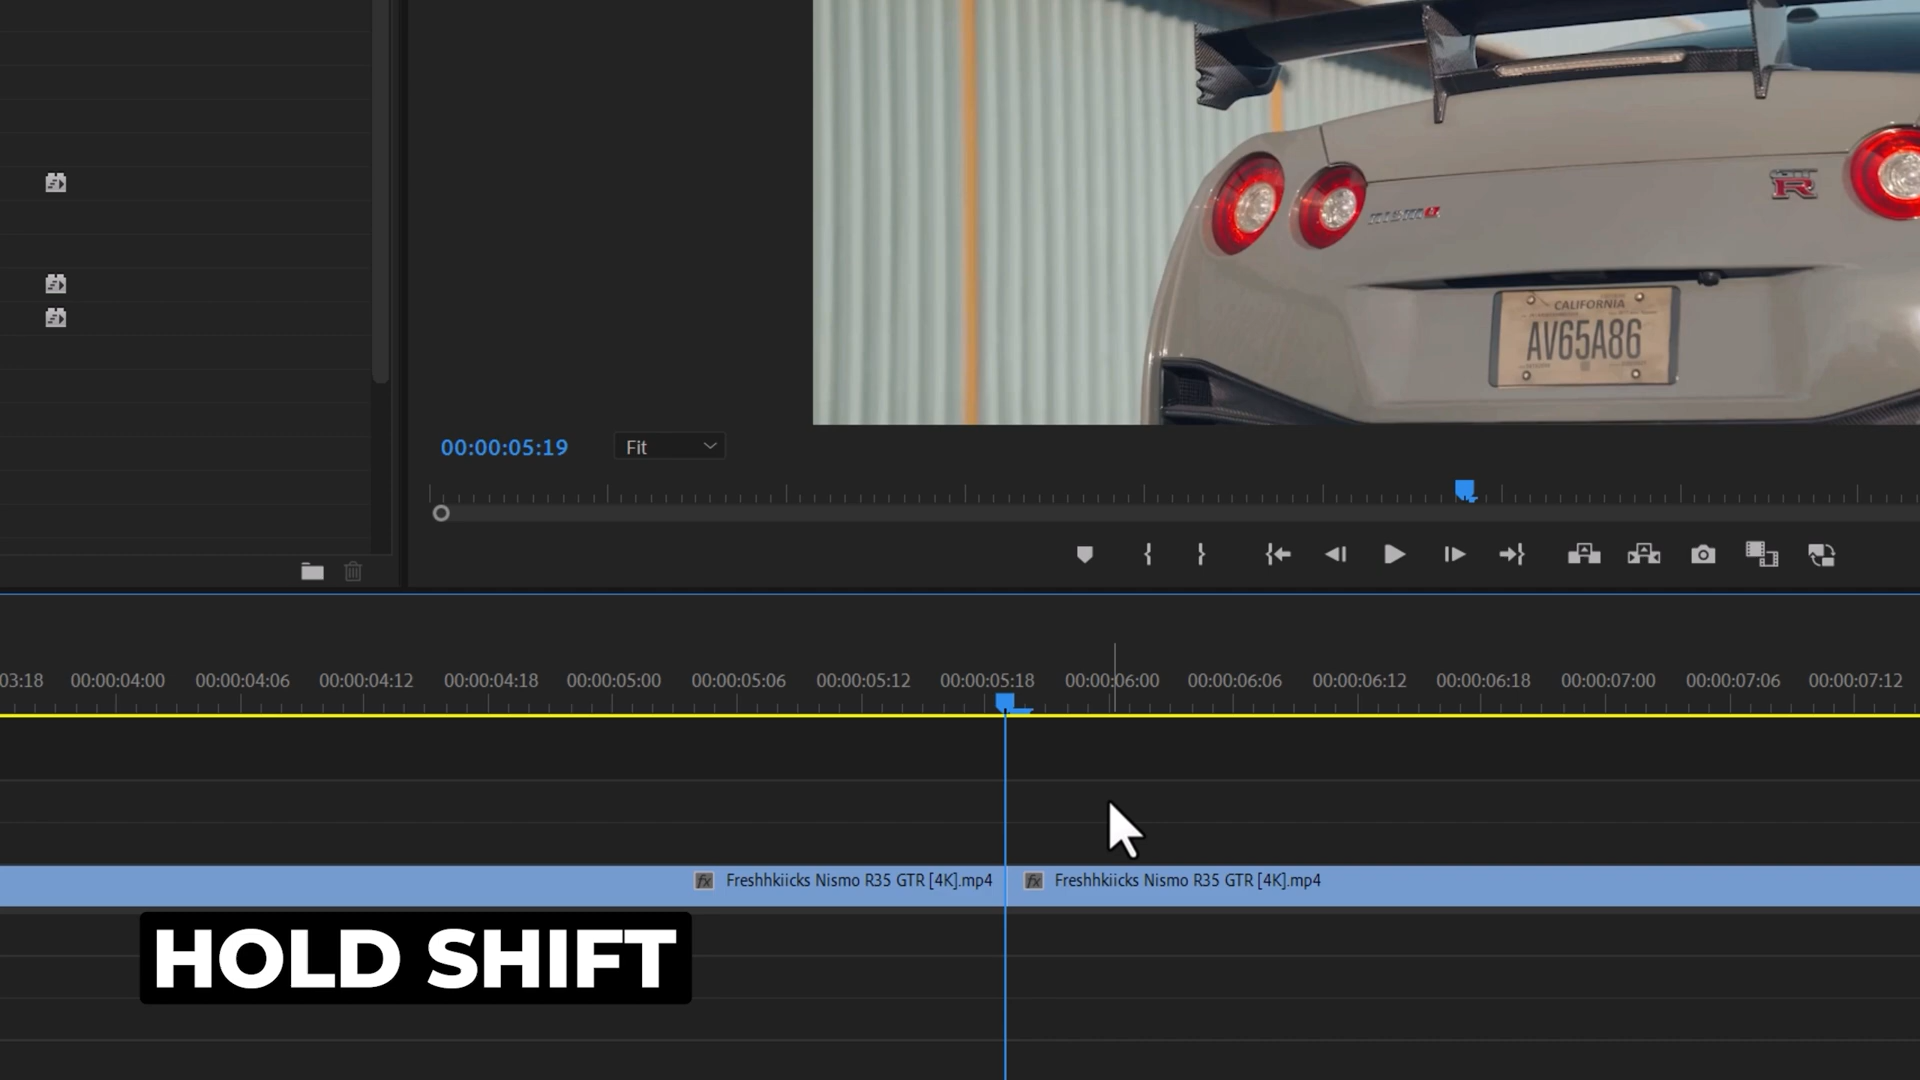 nismo
GT
R
CALIFORNIA
AV65A86
00:00:05:19
Fit
03:18
00:00:04:00
00:00:04:06
00:00:04:12
00:00:04:18
00:00:05:00
00:00:05:06
00:00:05:12
00:00:05:18
00:00:06:00
00:00:06:06
00:00:06:12
00:00:06:18
00:00:07:00
00:00:07:06
00:00:07:12
fx Freshhkiicks Nismo R35 GTR [4K].mp4
fx Freshhkiicks Nismo R35 GTR [4K].mp4
HOLD SHIFT